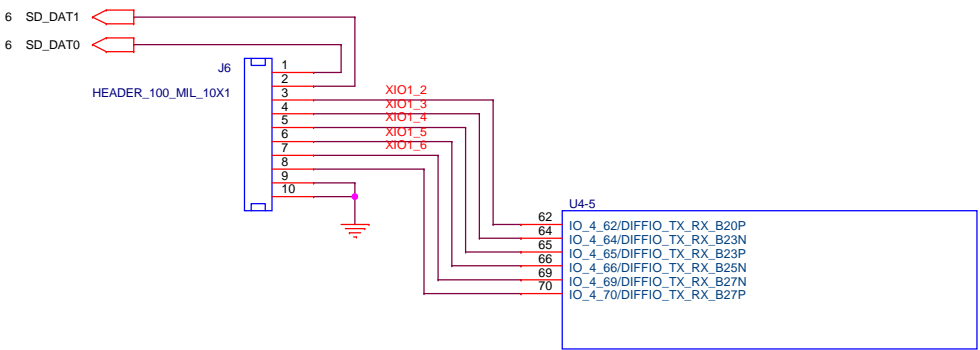 6 SD_DAT1
6 SD_DAT0
J6
HEADER_100_MIL_10X1
1
2
3
4
5
6
7
8
9
10
XIO1_2
XIO1_3
XIO1_4
XIO1_5
XIO1_6
U4-5
62 IO_4_62/DIFFIO_TX_RX_B20P
64 IO_4_64/DIFFIO_TX_RX_B23N
65 IO_4_65/DIFFIO_TX_RX_B23P
66 IO_4_66/DIFFIO_TX_RX_B25N
69 IO_4_69/DIFFIO_TX_RX_B27N
70 IO_4_70/DIFFIO_TX_RX_B27P